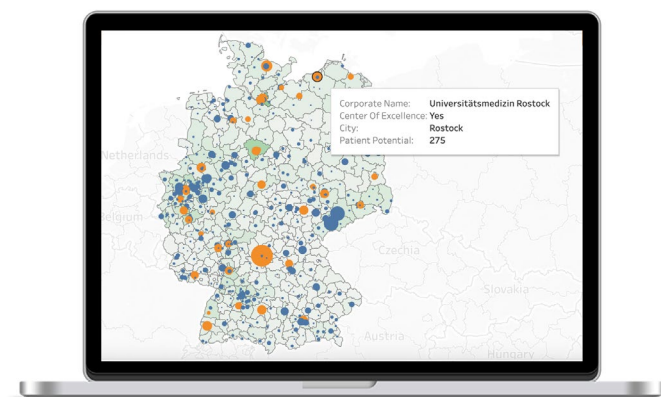 Corporate Name: Universitätsmedizin Rostock
Center Of Excellence: Yes
City: Rostock
Patient Potential: 275
Netherlands
Belgium
Czechia
Slovakia
Austria
Hungary